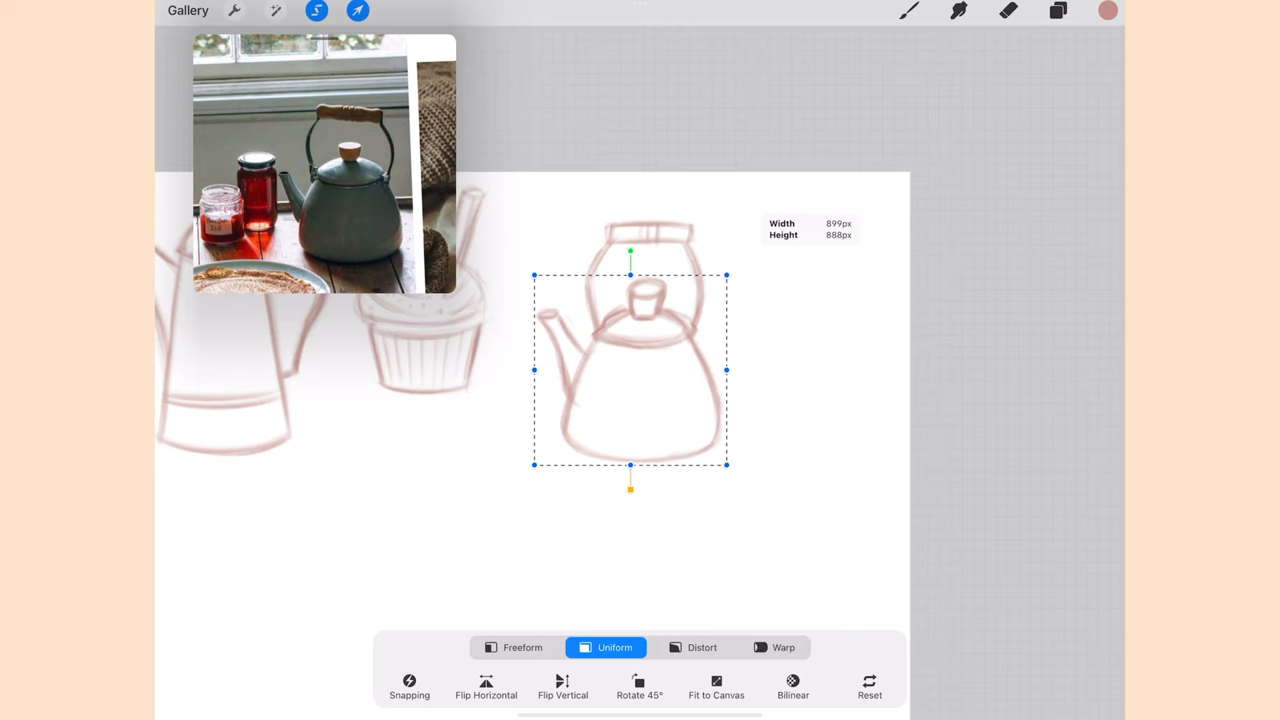 Gallery
Width 899px
Height 888px
Freeform Uniform Distort Warp
Snapping Flip Horizontal Flip Vertical Rotate 45° Fit to Canvas Bilinear Reset